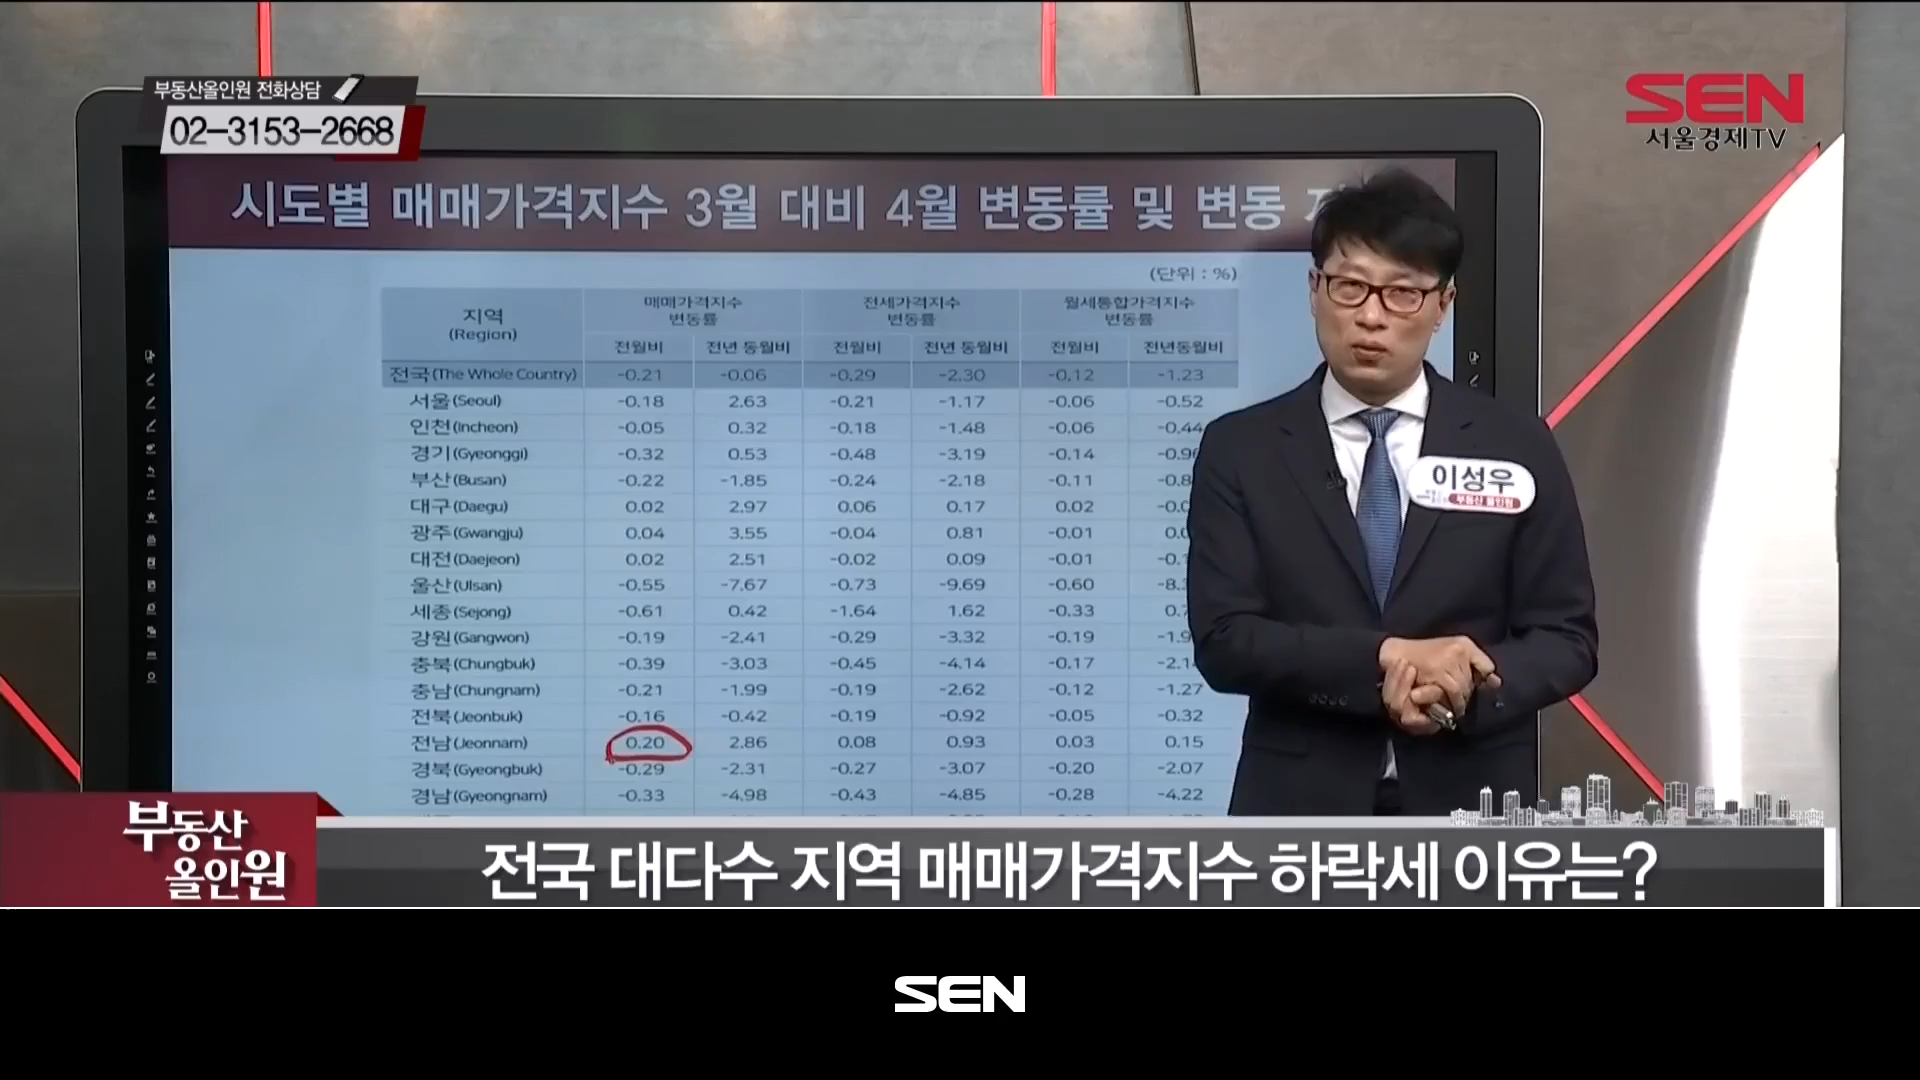 부동산올인원 전화상담
02-3153-2668
SEN
서울경제TV
시도별 매매가격지수 3월 대비 4월 변동률 및 변동
(단위 : %)
지역 (Region) 매매가격지수 변동률 전세가격지수 변동률 월세통합가격지수 변동률
전월비 전년 동월비 전월비 전년 동월비 전월비 전년동월비
전국(The Whole Country) -0.21 -0.06 -0.29 -2.30 -0.12 -1.23
서울(Seoul) -0.18 2.63 -0.21 -1.17 -0.06 -0.52
인천(Incheon) -0.05 0.32 -0.18 -1.48 -0.06 -0.44
경기(Gyeonggi) -0.32 0.53 -0.48 -3.19 -0.14
부산(Busan) -0.22 -1.85 -0.24 -2.18 -0.11
대구(Daegu) 0.02 2.97 0.06 0.17 0.02
광주(Gwangju) 0.04 3.55 -0.04 0.81 -0.01
대전(Daejeon) 0.02 2.51 -0.02 0.09 -0.01
울산(Ulsan) -0.55 -7.67 -0.73 -9.69 -0.60
세종(Sejong) -0.61 0.42 -1.64 1.62 -0.33
강원(Gangwon) -0.19 -2.41 -0.29 -3.32 -0.19
충북(Chungbuk) -0.39 -3.03 -0.45 -4.14 -0.17
충남(Chungnam) -0.21 -1.99 -0.19 -2.62 -0.12 -1.27
전북(Jeonbuk) -0.16 -0.42 -0.19 -0.92 -0.05 -0.32
전남(Jeonnam) 0.20 2.86 0.08 0.93 0.03 0.15
경북(Gyeongbuk) -0.29 -2.31 -0.27 -3.07 -0.20 -2.07
경남(Gyeongnam) -0.33 -4.98 -0.43 -4.85 -0.28 -4.22
이성우
부동산 올인원
부동산
올인원
전국 대다수 지역 매매가격지수 하락세 이유는?
SEN